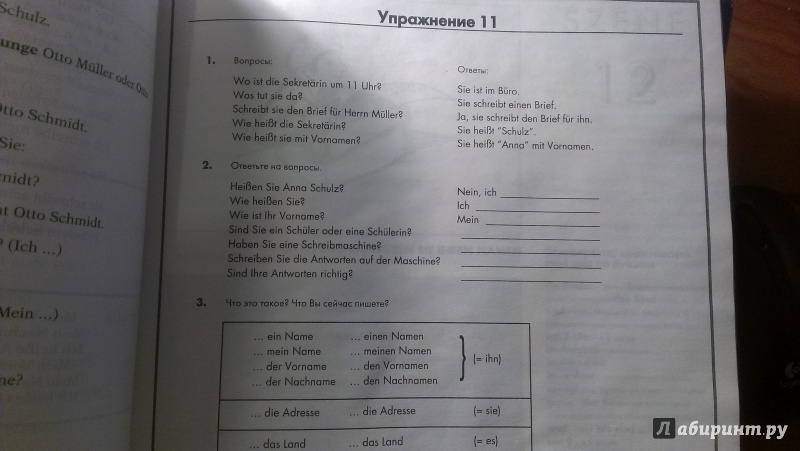 Schulz.
unge Otto Müller oder Otto
Otto Schmidt.
Sie:
midt?
t Otto Schmidt.
? (Ich ...)
Mein ...)
me?
Упражнение 11
1. Вопросы:
Ответы:
Wo ist die Sekretärin um 11 Uhr?
Sie ist im Büro.
Was tut sie da?
Sie schreibt einen Brief.
Schreibt sie den Brief für Herrn Müller?
Ja, sie schreibt den Brief für ihn.
Wie heißt die Sekretärin?
Sie heißt "Schulz".
Wie heißt sie mit Vornamen?
Sie heißt "Anna" mit Vornamen.
2. Ответьте на вопросы.
Heißen Sie Anna Schulz?
Nein, ich
Wie heißen Sie?
Ich
Wie ist Ihr Vorname?
Mein
Sind Sie ein Schüler oder eine Schülerin?
Haben Sie eine Schreibmaschine?
Schreiben Sie die Antworten auf der Maschine?
Sind Ihre Antworten richtig?
3. Что это такое? Что Вы сейчас пишете?
... ein Name ... einen Namen
... mein Name ... meinen Namen
(= ihn)
... der Vorname ... den Vornamen
... der Nachname ... den Nachnamen
... die Adresse ... die Adresse (= sie)
... das Land ... das Land (= es)
Лабиринт.ру